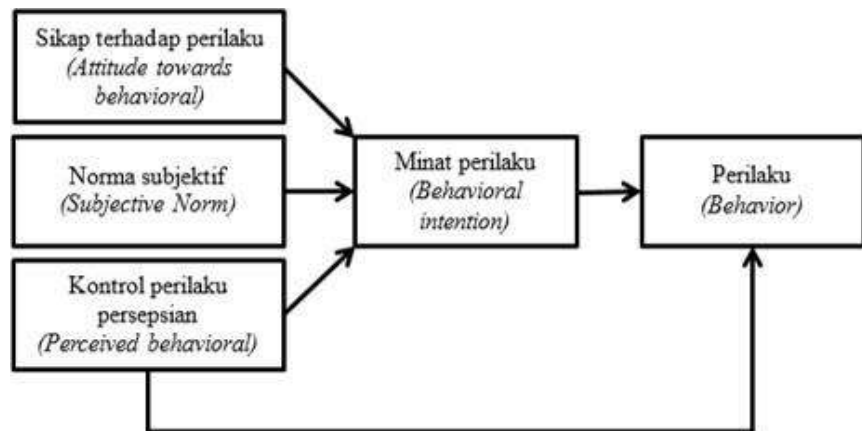 Sikap terhadap perilaku
(Attitude towards
behavioral)
Norma subjektif
(Subjective Norm)
Kontrol perilaku
persepsian
(Perceived behavioral)
Minat perilaku
(Behavioral
intention)
Perilaku
(Behavior)